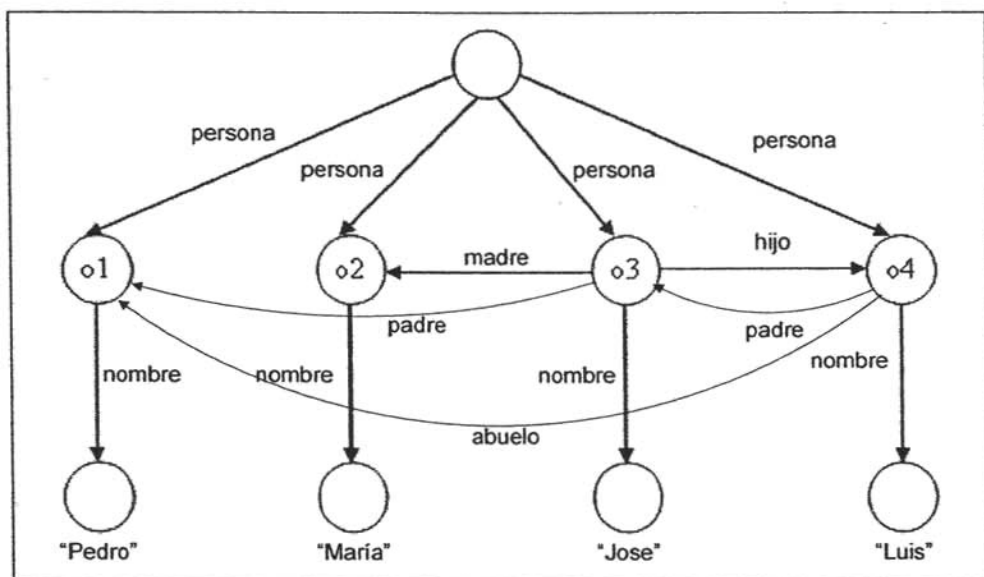 persona
persona
persona
persona
o1
o2
madre
o3
hijo
o4
padre
padre
nombre
nombre
nombre
nombre
abuelo
“Pedro”
“María”
“Jose”
“Luis”